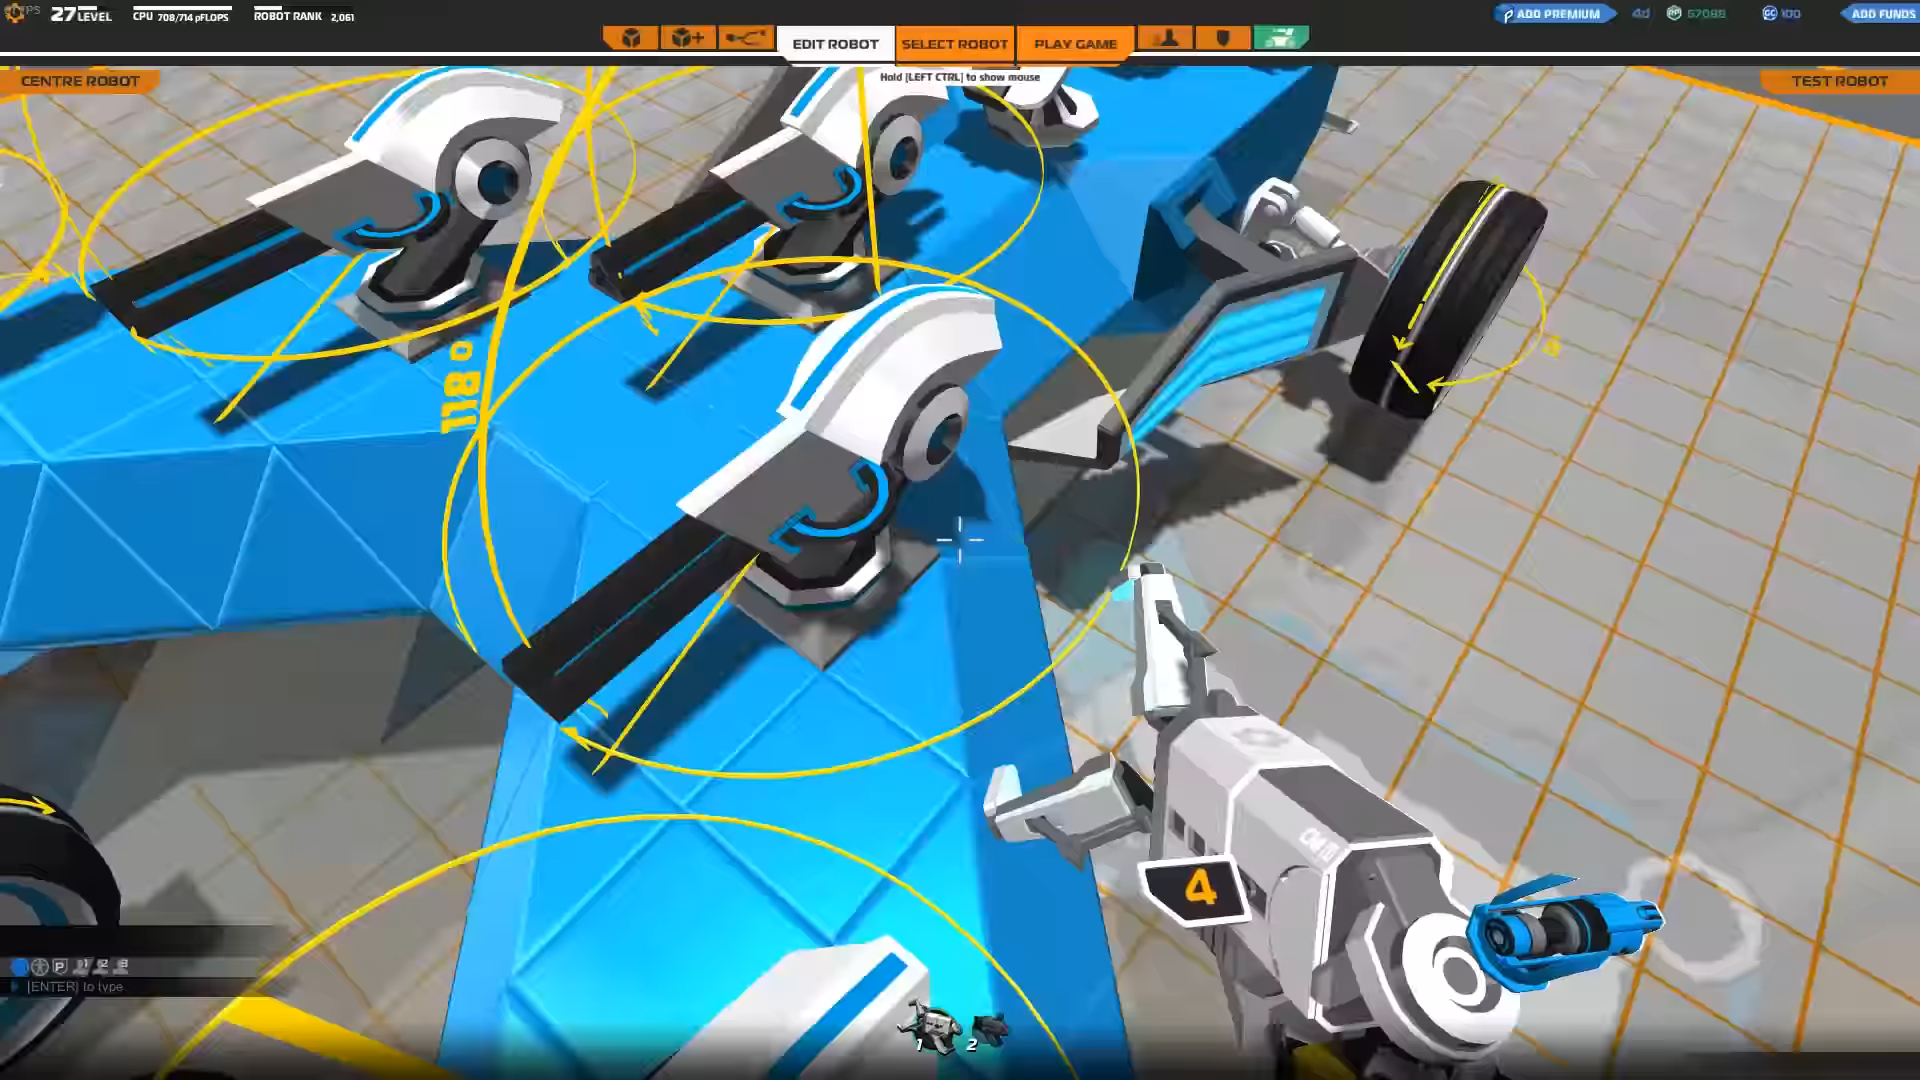 27 LEVEL
CPU 708/714 pFLOPS
ROBOT RANK 2,061
ADD PREMIUM
4d
RP 57088
GC 100
ADD FUNDS
EDIT ROBOT
SELECT ROBOT
PLAY GAME
Hold [LEFT CTRL] to show mouse
CENTRE ROBOT
TEST ROBOT
4
P
[ENTER] to type
1
2